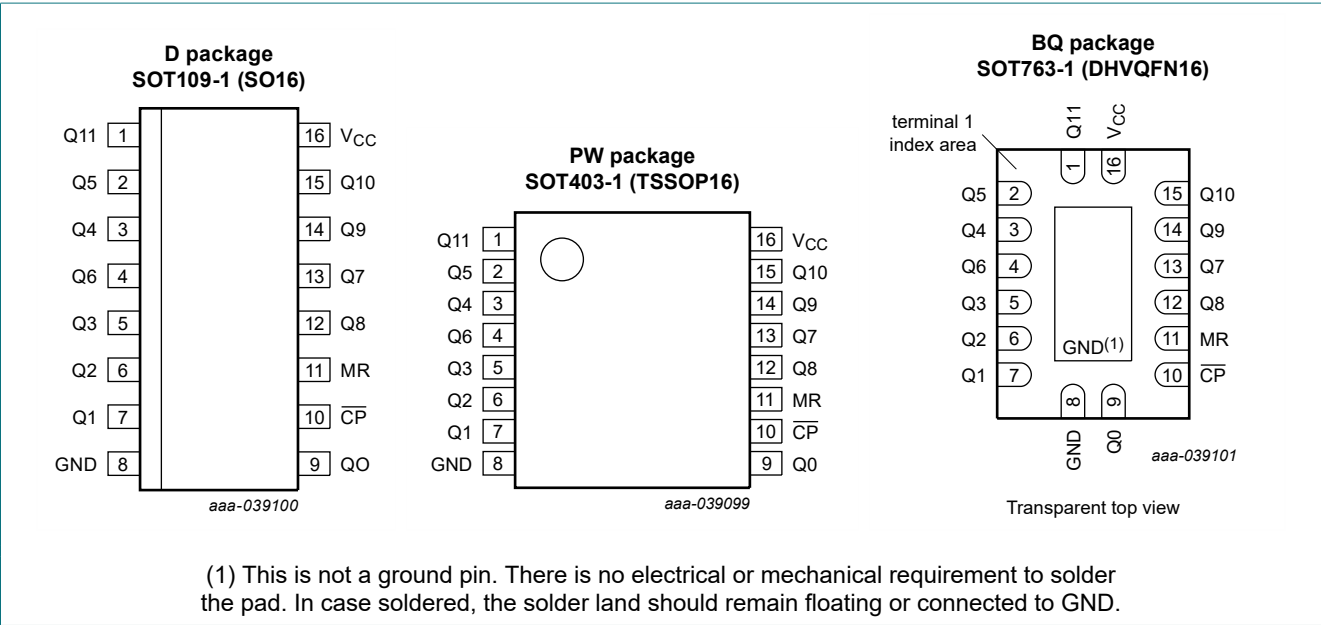 D package
SOT109-1 (SO16)
Q11 1
16 VCC
Q5 2
15 Q10
Q4 3
14 Q9
Q6 4
13 Q7
Q3 5
12 Q8
Q2 6
11 MR
Q1 7
10 C̅P̅
GND 8
9 QO
aaa-039100
PW package
SOT403-1 (TSSOP16)
Q11 1
16 VCC
Q5 2
15 Q10
Q4 3
14 Q9
Q6 4
13 Q7
Q3 5
12 Q8
Q2 6
11 MR
Q1 7
10 C̅P̅
GND 8
9 Q0
aaa-039099
BQ package
SOT763-1 (DHVQFN16)
terminal 1
index area
Q11
VCC
1
16
Q5 2
15 Q10
Q4 3
14 Q9
Q6 4
13 Q7
Q3 5
12 Q8
Q2 6
11 MR
GND(1)
Q1 7
10 C̅P̅
8
9
GND
Q0
aaa-039101
Transparent top view
(1) This is not a ground pin. There is no electrical or mechanical requirement to solder
the pad. In case soldered, the solder land should remain floating or connected to GND.